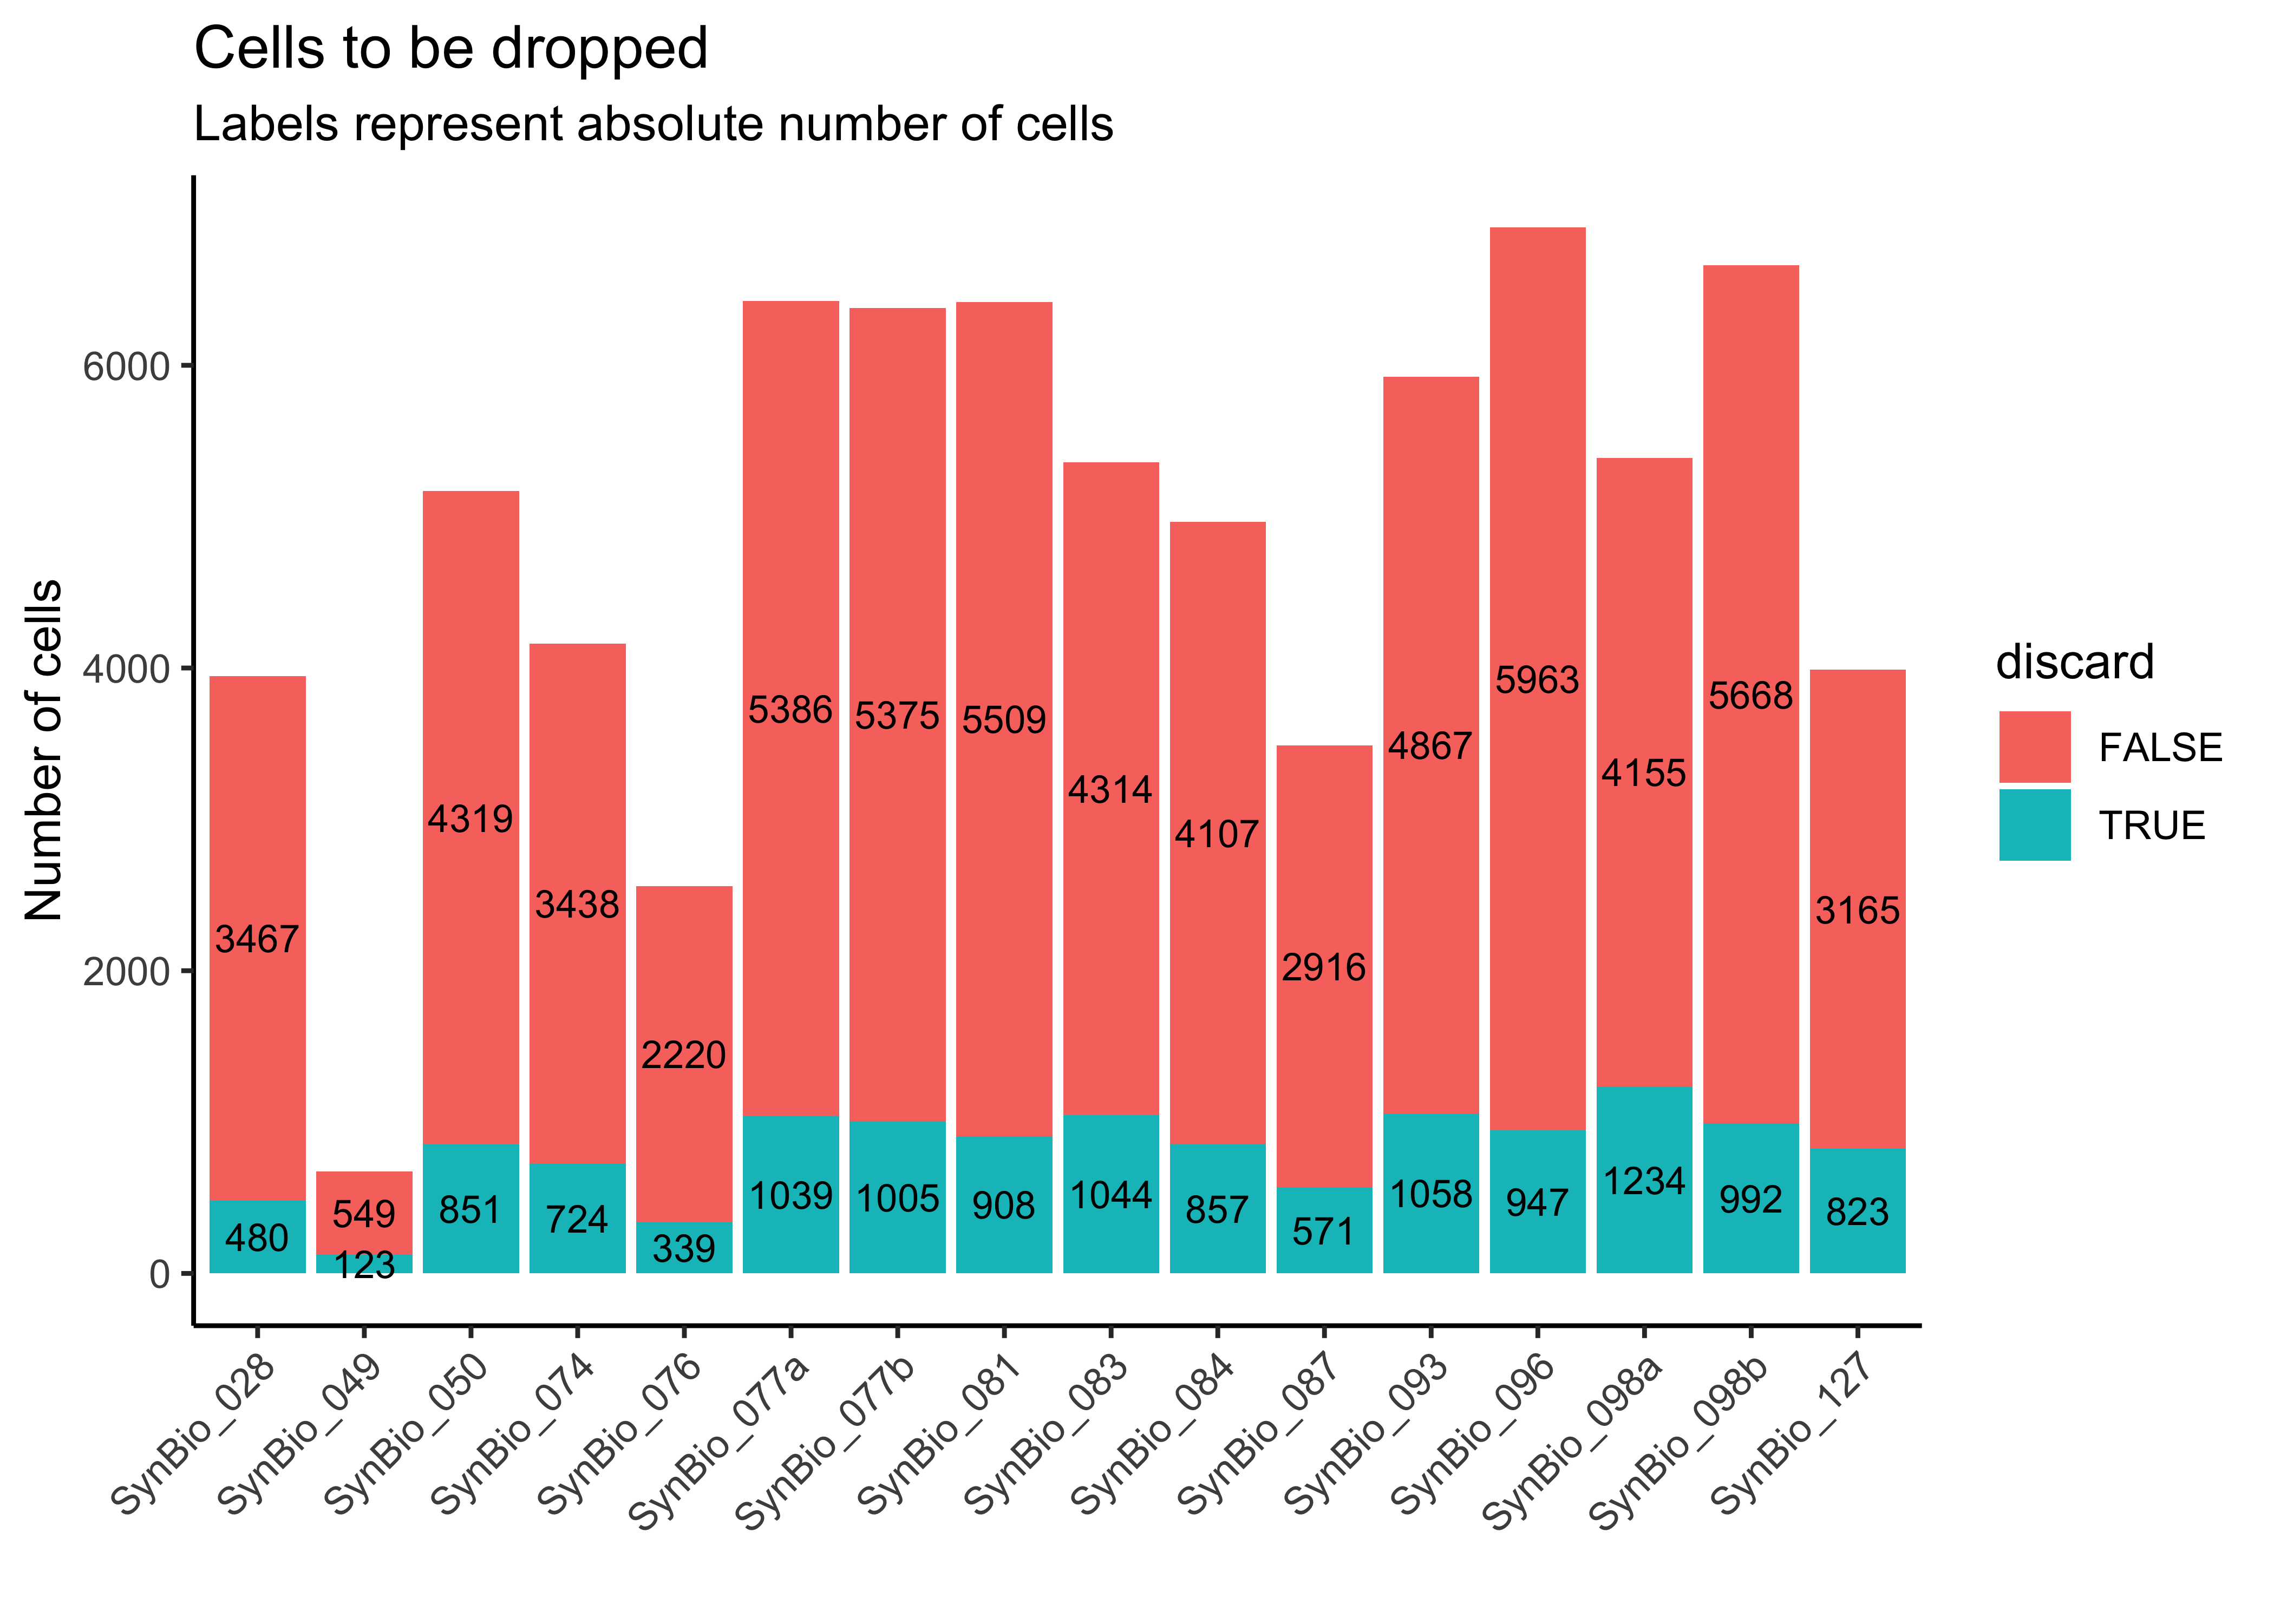 Cells to be dropped
Labels represent absolute number of cells
Number of cells
6000
4000
2000
0
3467
480
549
123
4319
851
3438
724
2220
339
5386
1039
5375
1005
5509
908
4314
1044
4107
857
2916
571
4867
1058
5963
947
4155
1234
5668
992
3165
823
SynBio_028
SynBio_049
SynBio_050
SynBio_074
SynBio_076
SynBio_077a
SynBio_077b
SynBio_081
SynBio_083
SynBio_084
SynBio_087
SynBio_093
SynBio_096
SynBio_098a
SynBio_098b
SynBio_127
discard
FALSE
TRUE